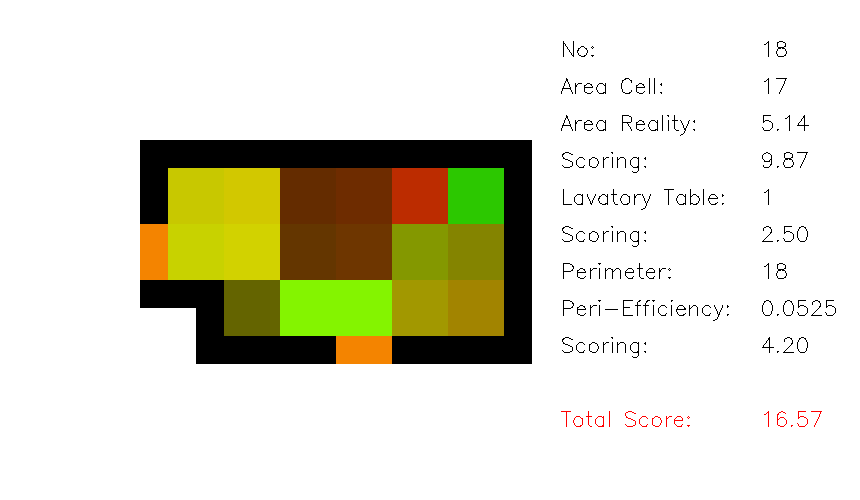 No: 18
Area Cell: 17
Area Reality: 5.14
Scoring: 9.87
Lavatory Table: 1
Scoring: 2.50
Perimeter: 18
Peri-Efficiency: 0.0525
Scoring: 4.20
Total Score: 16.57